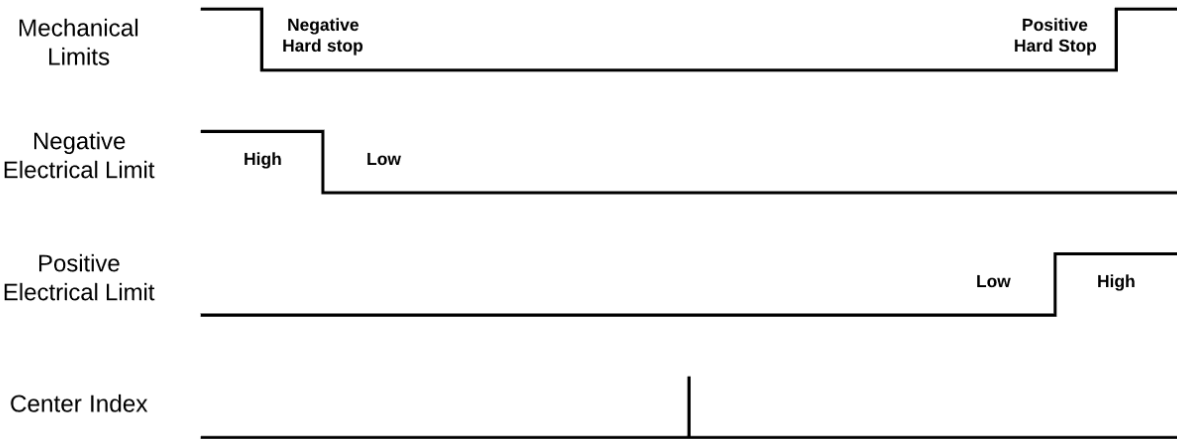 Mechanical
Limits
Negative
Hard stop
Positive
Hard Stop
Negative
Electrical Limit
High
Low
Positive
Electrical Limit
Low
High
Center Index